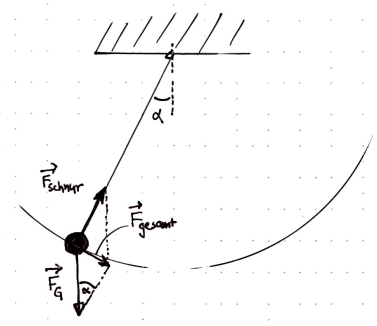 α
F⃗schnur
F⃗gesamt
F⃗G
α